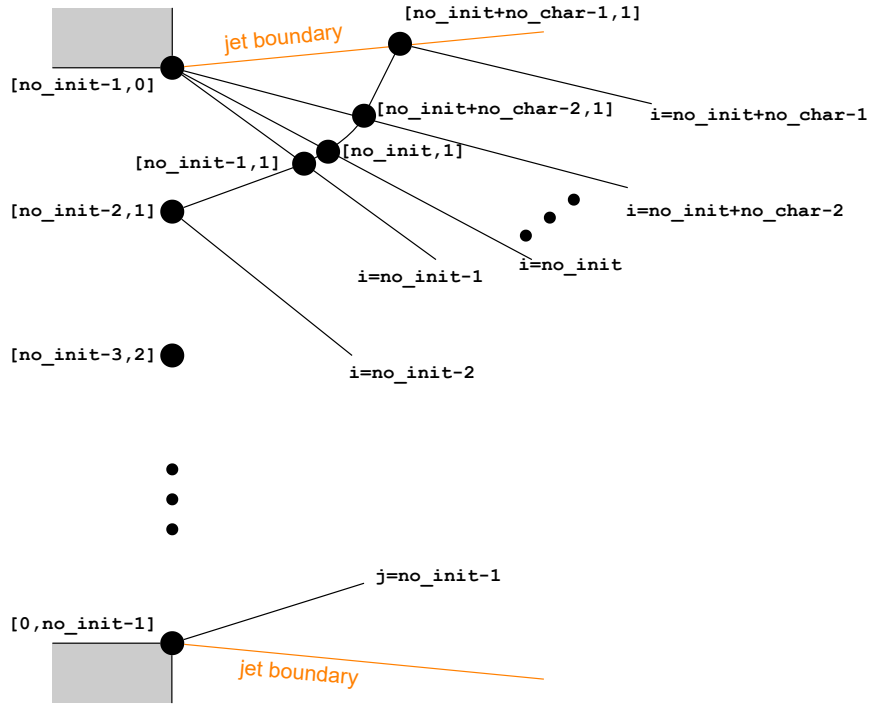 [no_init+no_char-1,1]
jet boundary
[no_init-1,0]
[no_init+no_char-2,1]
i=no_init+no_char-1
[no_init,1]
[no_init-1,1]
[no_init-2,1]
i=no_init+no_char-2
i=no_init
i=no_init-1
[no_init-3,2]
i=no_init-2
j=no_init-1
[0,no_init-1]
jet boundary